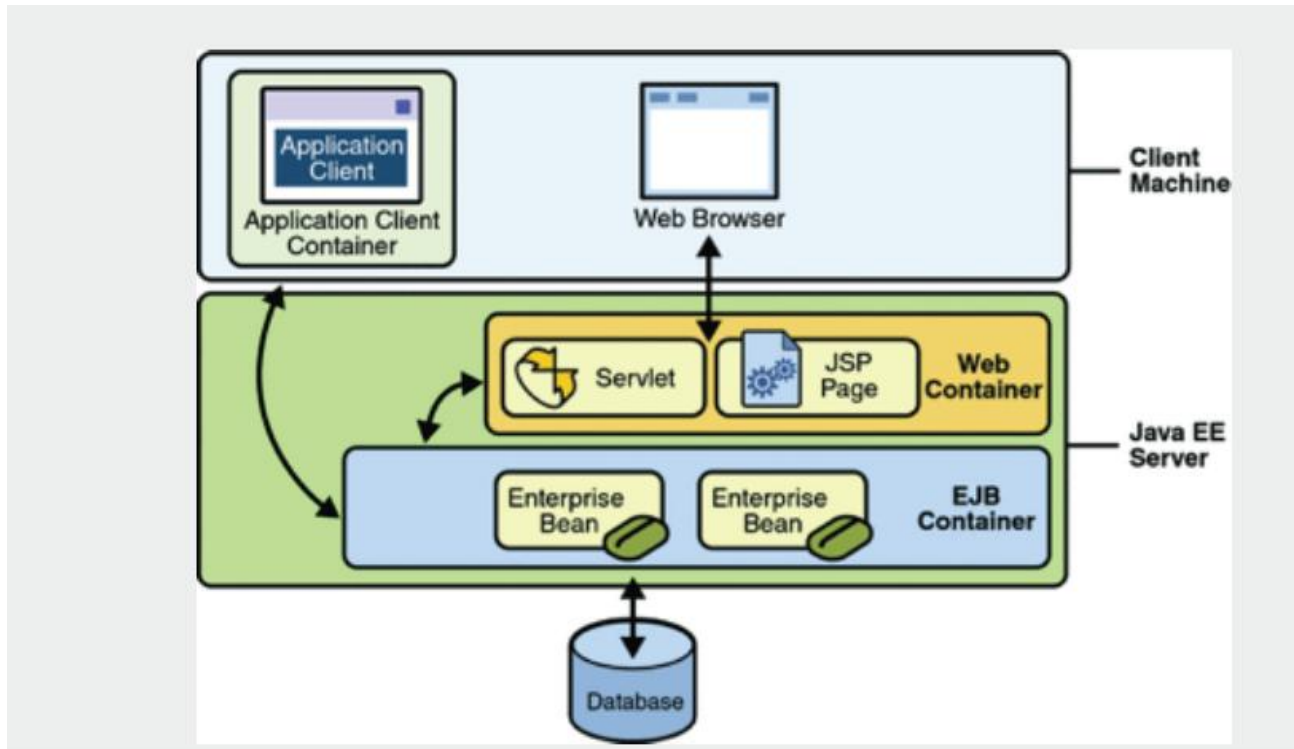 Application
Client
Application Client
Container
Web Browser
Client
Machine
Servlet
JSP
Page
Web
Container
Java EE
Server
Enterprise
Bean
Enterprise
Bean
EJB
Container
Database